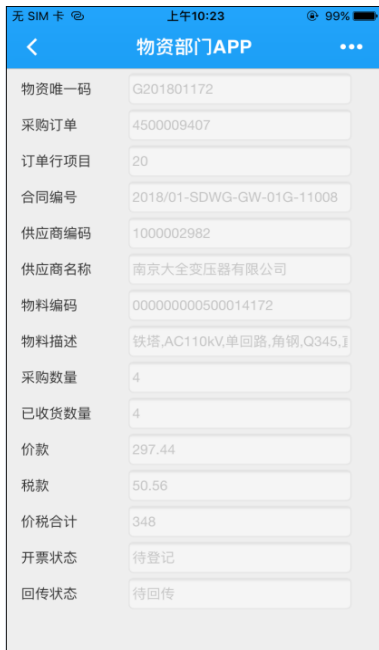 无 SIM 卡 上午10:23 99%
物资部门APP
物资唯一码 G201801172
采购订单 4500009407
订单行项目 20
合同编号 2018/01-SDWG-GW-01G-11008
供应商编码 1000002982
供应商名称 南京大全变压器有限公司
物料编码 000000000500014172
物料描述 铁塔,AC110kV,单回路,角钢,Q345,
采购数量 4
已收货数量 4
价款 297.44
税款 50.56
价税合计 348
开票状态 待登记
回传状态 待回传